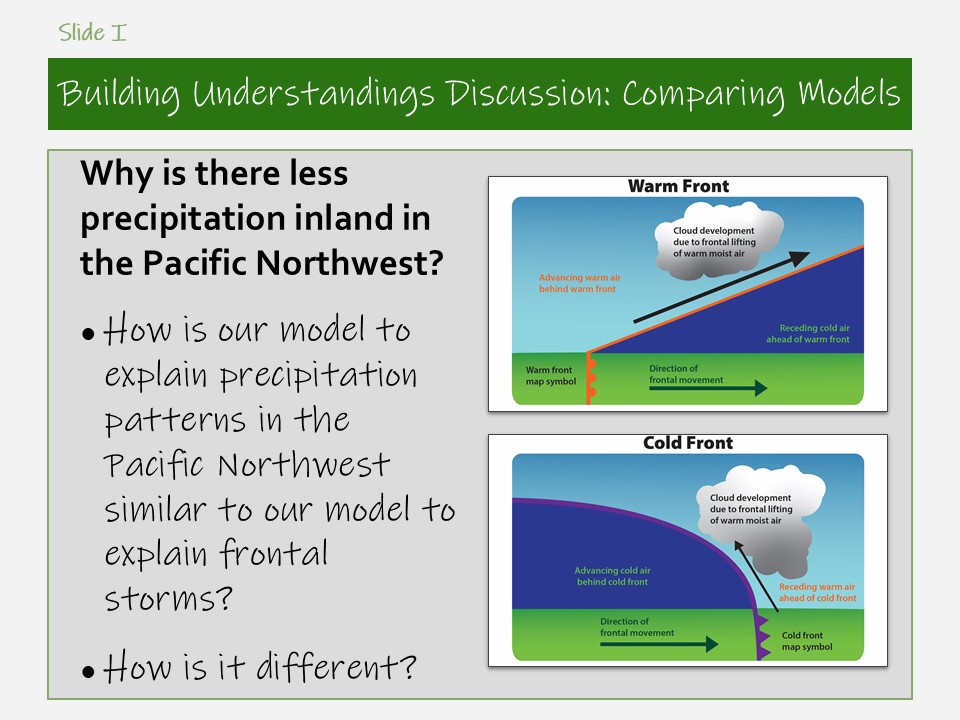 Slide I
Building Understandings Discussion: Comparing Models
Why is there less
precipitation inland in
the Pacific Northwest?
• How is our model to
explain precipitation
patterns in the
Pacific Northwest
similar to our model to
explain frontal
storms?
• How is it different?
Warm Front
Cloud development
due to frontal lifting
of warm moist air
Advancing warm air
behind warm front
Receding cold air
ahead of warm front
Warm front
map symbol
Direction of
frontal movement
Cold Front
Cloud development
due to frontal lifting
of warm moist air
Advancing cold air
behind cold front
Receding warm air
ahead of cold front
Direction of
frontal movement
Cold front
map symbol